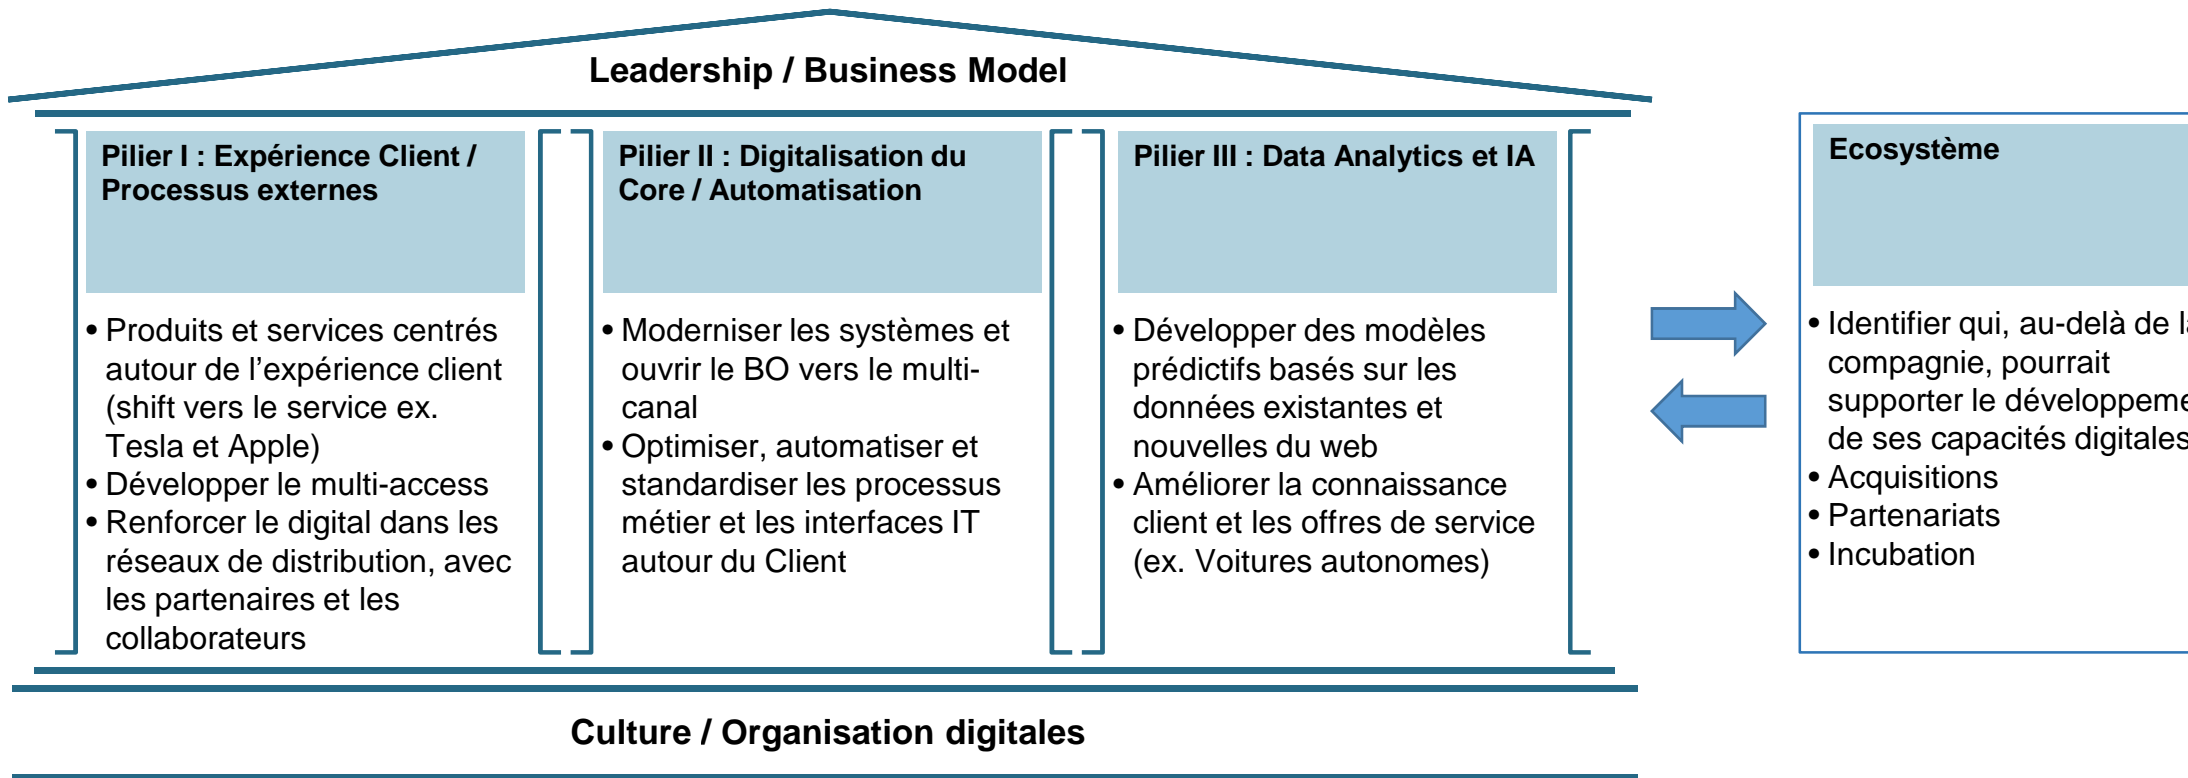 Leadership / Business Model
Pilier I : Expérience Client /
Processus externes
• Produits et services centrés
autour de l’expérience client
(shift vers le service ex.
Tesla et Apple)
• Développer le multi-access
• Renforcer le digital dans les
réseaux de distribution, avec
les partenaires et les
collaborateurs
Pilier II : Digitalisation du
Core / Automatisation
• Moderniser les systèmes et
ouvrir le BO vers le multi-
canal
• Optimiser, automatiser et
standardiser les processus
métier et les interfaces IT
autour du Client
Pilier III : Data Analytics et IA
• Développer des modèles
prédictifs basés sur les
données existantes et
nouvelles du web
• Améliorer la connaissance
client et les offres de service
(ex. Voitures autonomes)
Ecosystème
• Identifier qui, au-delà de
compagnie, pourrait
supporter le
de ses capacités digitales
• Acquisitions
• Partenariats
• Incubation
Culture / Organisation digitales